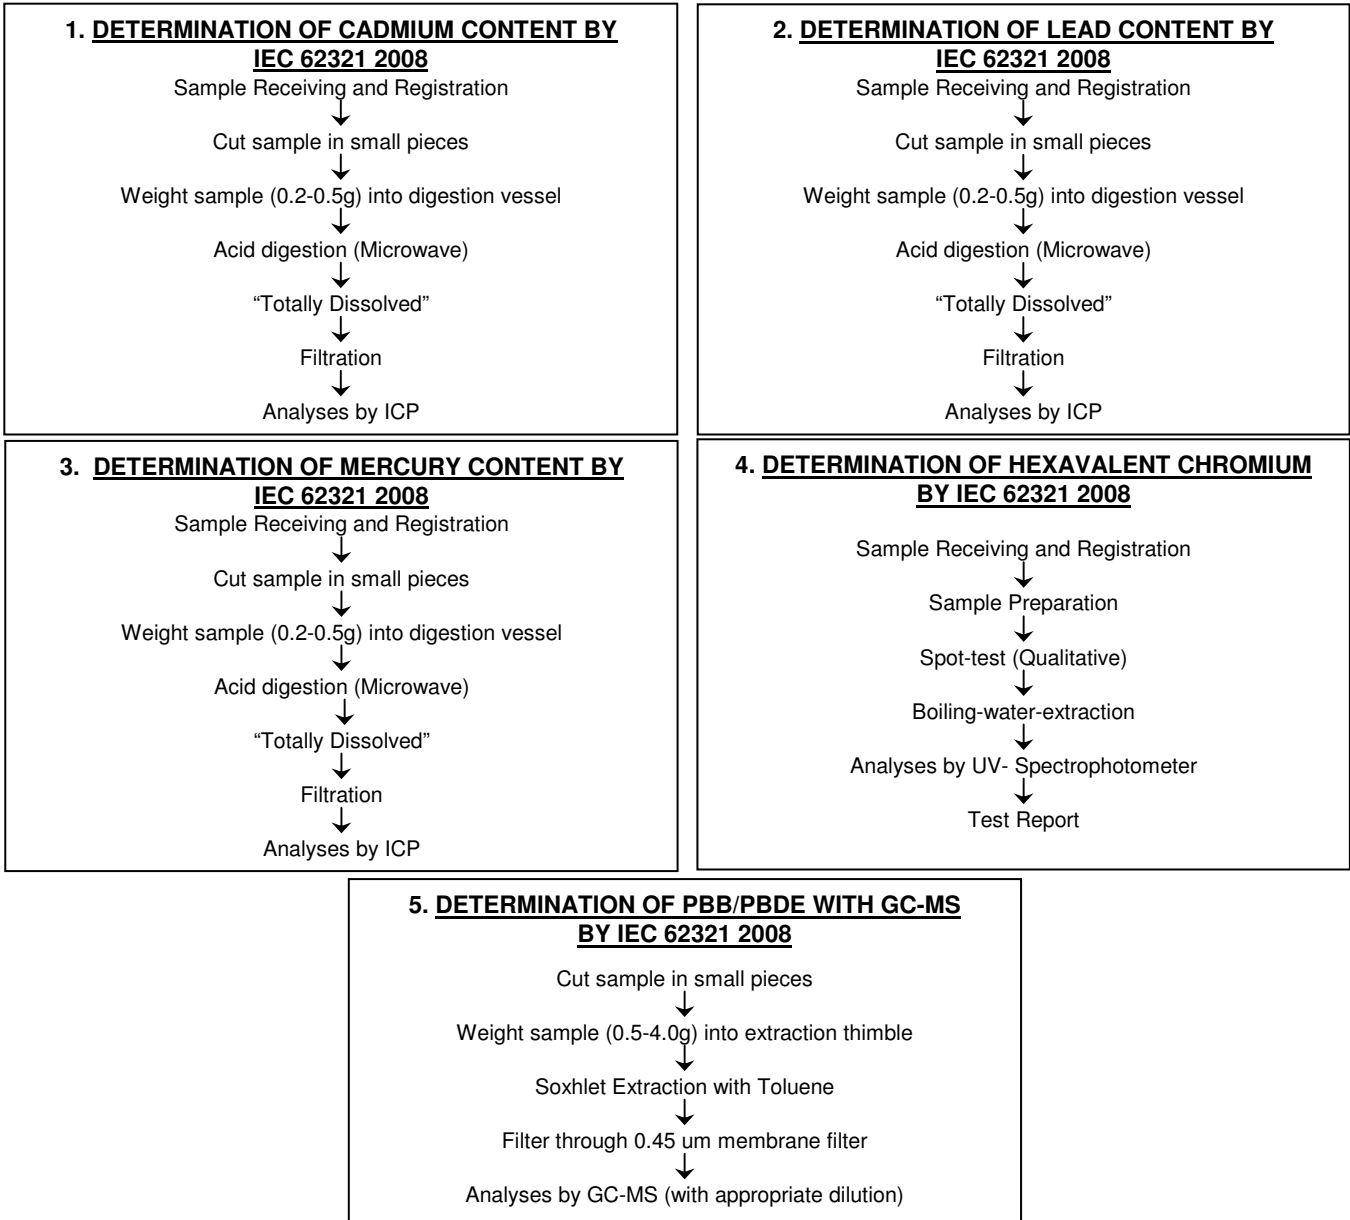 1. DETERMINATION OF CADMIUM CONTENT BY
IEC 62321 2008
Sample Receiving and Registration
Cut sample in small pieces
Weight sample (0.2-0.5g) into digestion vessel
Acid digestion (Microwave)
“Totally Dissolved”
Filtration
Analyses by ICP
2. DETERMINATION OF LEAD CONTENT BY
IEC 62321 2008
Sample Receiving and Registration
Cut sample in small pieces
Weight sample (0.2-0.5g) into digestion vessel
Acid digestion (Microwave)
“Totally Dissolved”
Filtration
Analyses by ICP
3. DETERMINATION OF MERCURY CONTENT BY
IEC 62321 2008
Sample Receiving and Registration
Cut sample in small pieces
Weight sample (0.2-0.5g) into digestion vessel
Acid digestion (Microwave)
“Totally Dissolved”
Filtration
Analyses by ICP
4. DETERMINATION OF HEXAVALENT CHROMIUM
BY IEC 62321 2008
Sample Receiving and Registration
Sample Preparation
Spot-test (Qualitative)
Boiling-water-extraction
Analyses by UV- Spectrophotometer
Test Report
5. DETERMINATION OF PBB/PBDE WITH GC-MS
BY IEC 62321 2008
Cut sample in small pieces
Weight sample (0.5-4.0g) into extraction thimble
Soxhlet Extraction with Toluene
Filter through 0.45 um membrane filter
Analyses by GC-MS (with appropriate dilution)